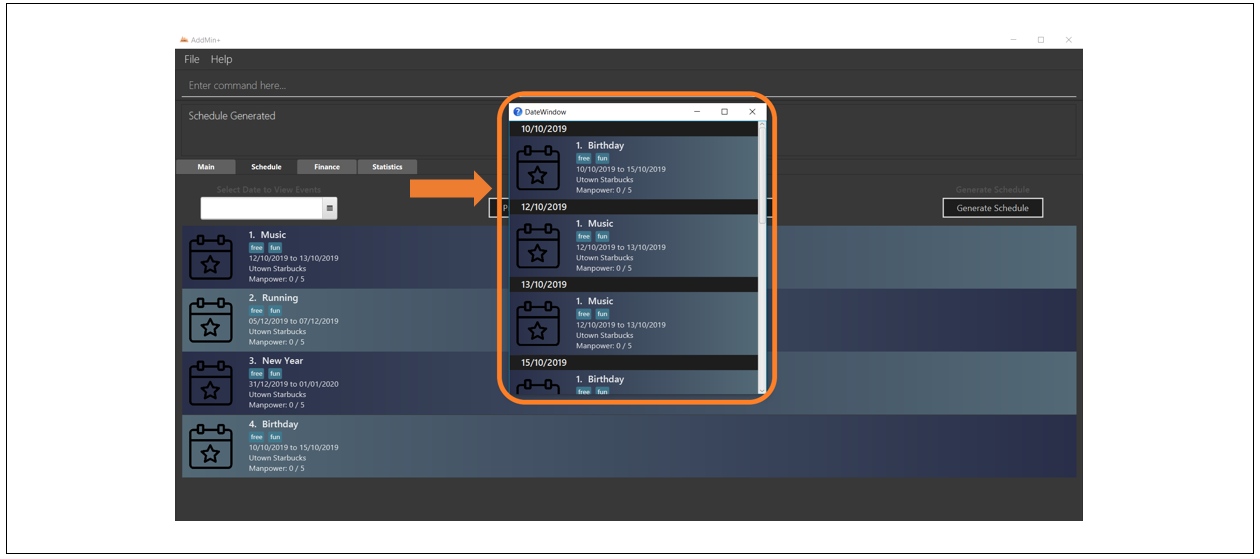 AddMin+
File Help
Enter command here...
Schedule Generated
Main Schedule Finance Statistics
Select Date to View Events
Generate Schedule
Generate Schedule
1. Music
free fun
12/10/2019 to 13/10/2019
Utown Starbucks
Manpower: 0 / 5
2. Running
free fun
05/12/2019 to 07/12/2019
Utown Starbucks
Manpower: 0 / 5
3. New Year
free fun
31/12/2019 to 01/01/2020
Utown Starbucks
Manpower: 0 / 5
4. Birthday
free fun
10/10/2019 to 15/10/2019
Utown Starbucks
Manpower: 0 / 5
DateWindow
10/10/2019
1. Birthday
free fun
10/10/2019 to 15/10/2019
Utown Starbucks
Manpower: 0 / 5
12/10/2019
1. Music
free fun
12/10/2019 to 13/10/2019
Utown Starbucks
Manpower: 0 / 5
13/10/2019
1. Music
free fun
12/10/2019 to 13/10/2019
Utown Starbucks
Manpower: 0 / 5
15/10/2019
1. Birthday
free fun